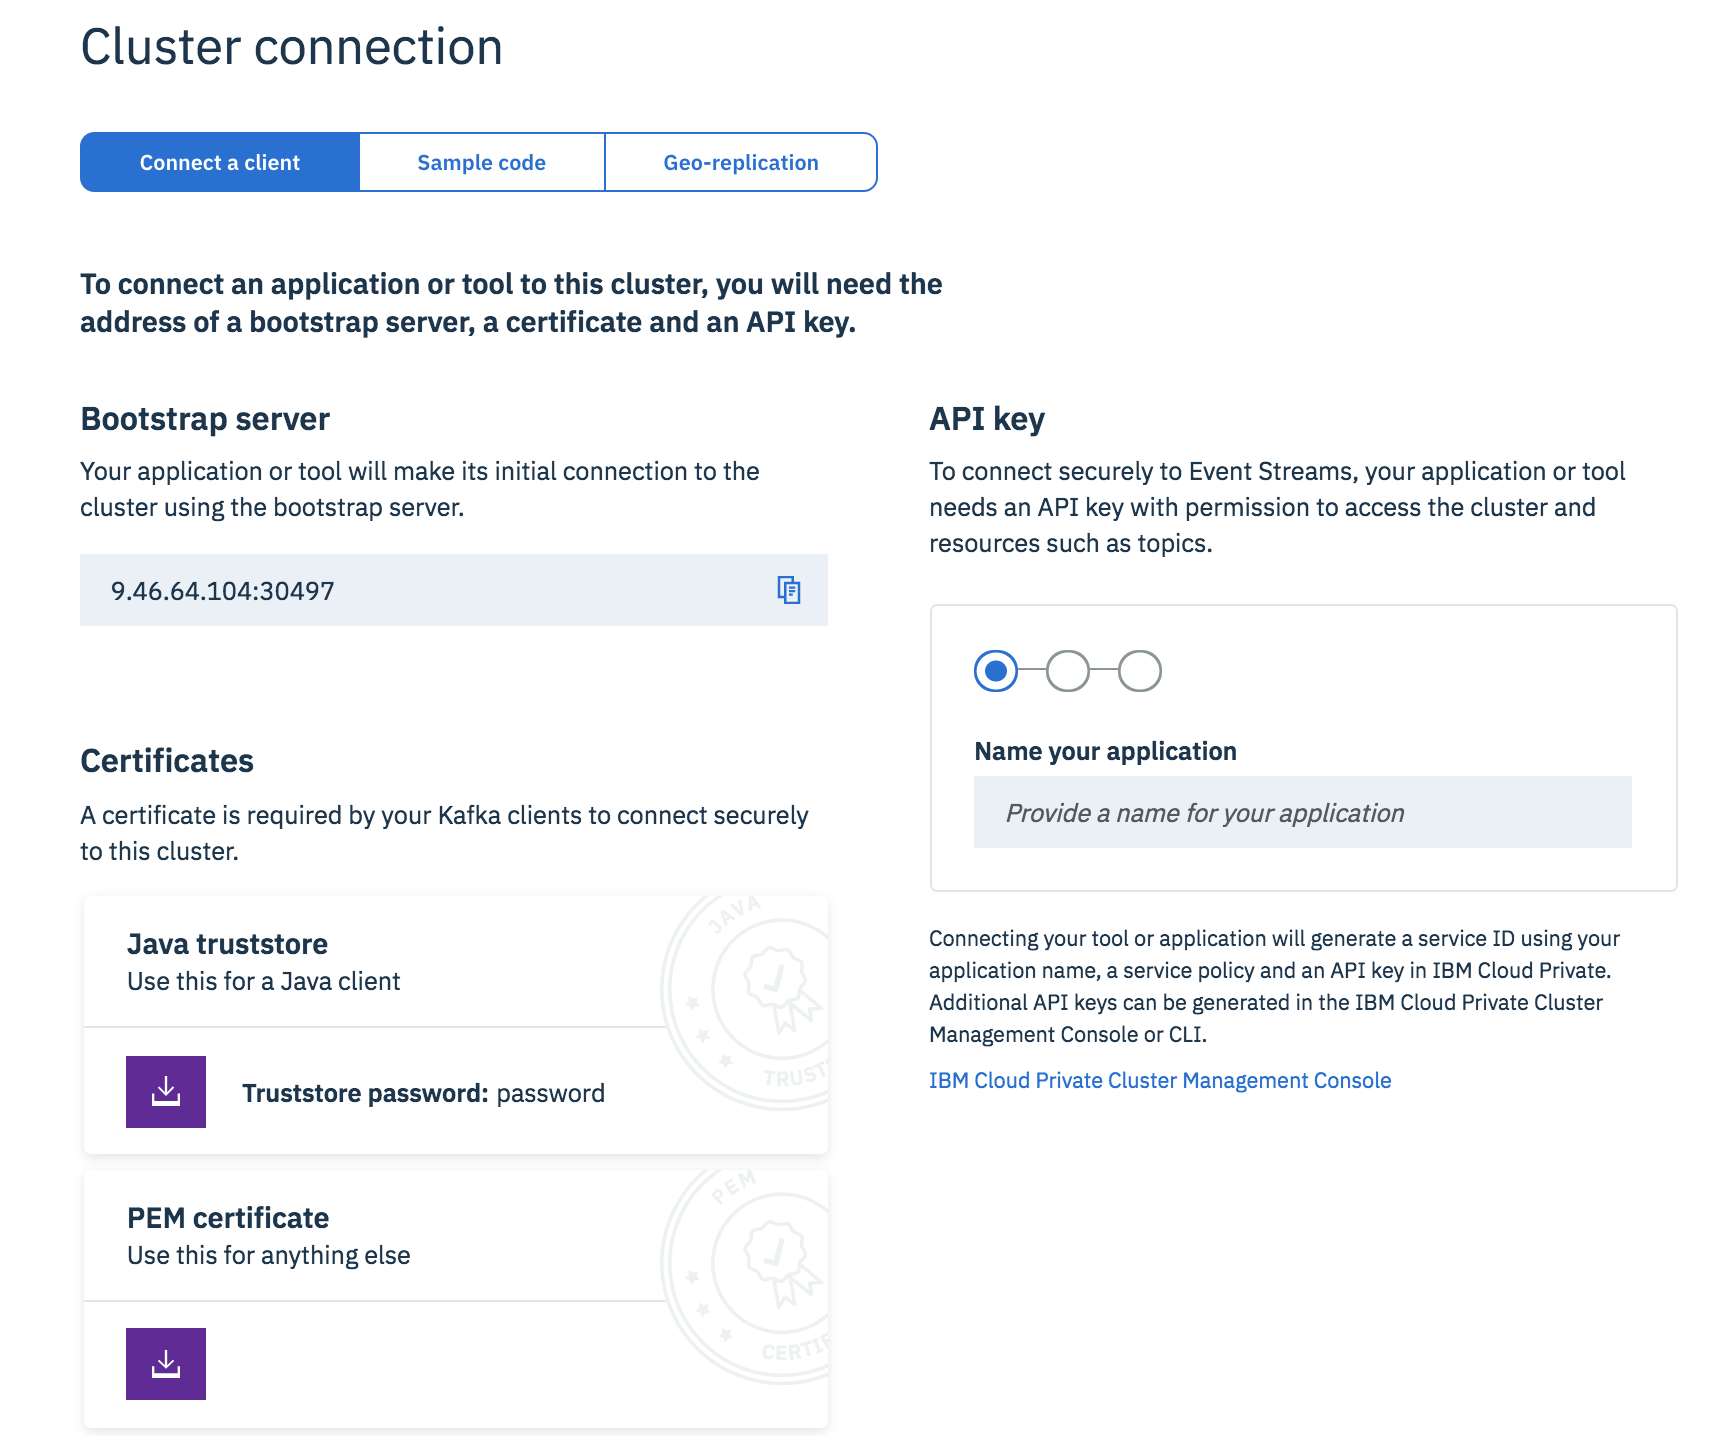 Cluster connection
Connect a client
Sample code
Geo-replication
To connect an application or tool to this cluster, you will need the
address of a bootstrap server, a certificate and an API key.
Bootstrap server
Your application or tool will make its initial connection to the
cluster using the bootstrap server.
9.46.64.104:30497
Certificates
A certificate is required by your Kafka clients to connect securely
to this cluster.
Java truststore
Use this for a Java client
JAVA
TRUST
Truststore password: password
PEM certificate
Use this for anything else
PEM
CERTIF
API key
To connect securely to Event Streams, your application or tool
needs an API key with permission to access the cluster and
resources such as topics.
Name your application
Provide a name for your application
Connecting your tool or application will generate a service ID using your
application name, a service policy and an API key in IBM Cloud Private.
Additional API keys can be generated in the IBM Cloud Private Cluster
Management Console or CLI.
IBM Cloud Private Cluster Management Console